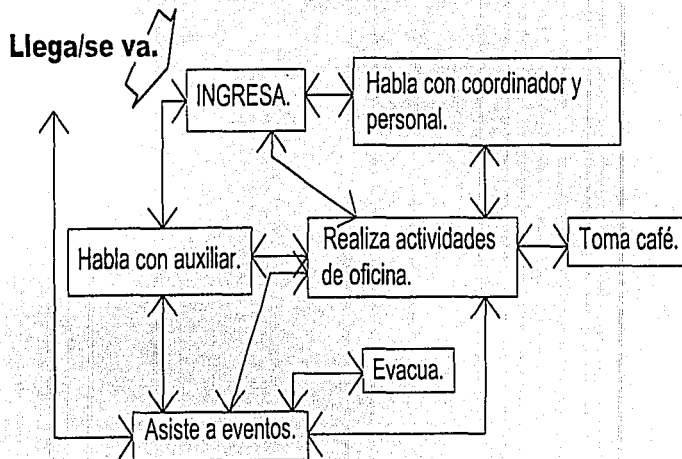 Llega/se va.
INGRESA.
Habla con coordinador y
personal.
Habla con auxiliar.
Realiza actividades
de oficina.
Toma café.
Evacua.
Asiste a eventos.